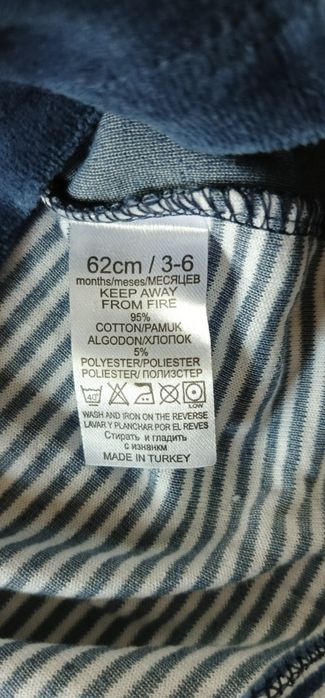 62cm / 3-6
months/meses/МЕСЯЦЕВ
KEEP AWAY
FROM FIRE
95%
COTTON/PAMUK
ALGODON/ХЛОПОК
5%
POLYESTER/POLIESTER
POLIESTER/ ПОЛИЭСТЕР
40°
LOW
WASH AND IRON ON THE REVERSE
LAVAR Y PLANCHAR POR EL REVES
Стирать и гладить
с изнанкм
MADE IN TURKEY